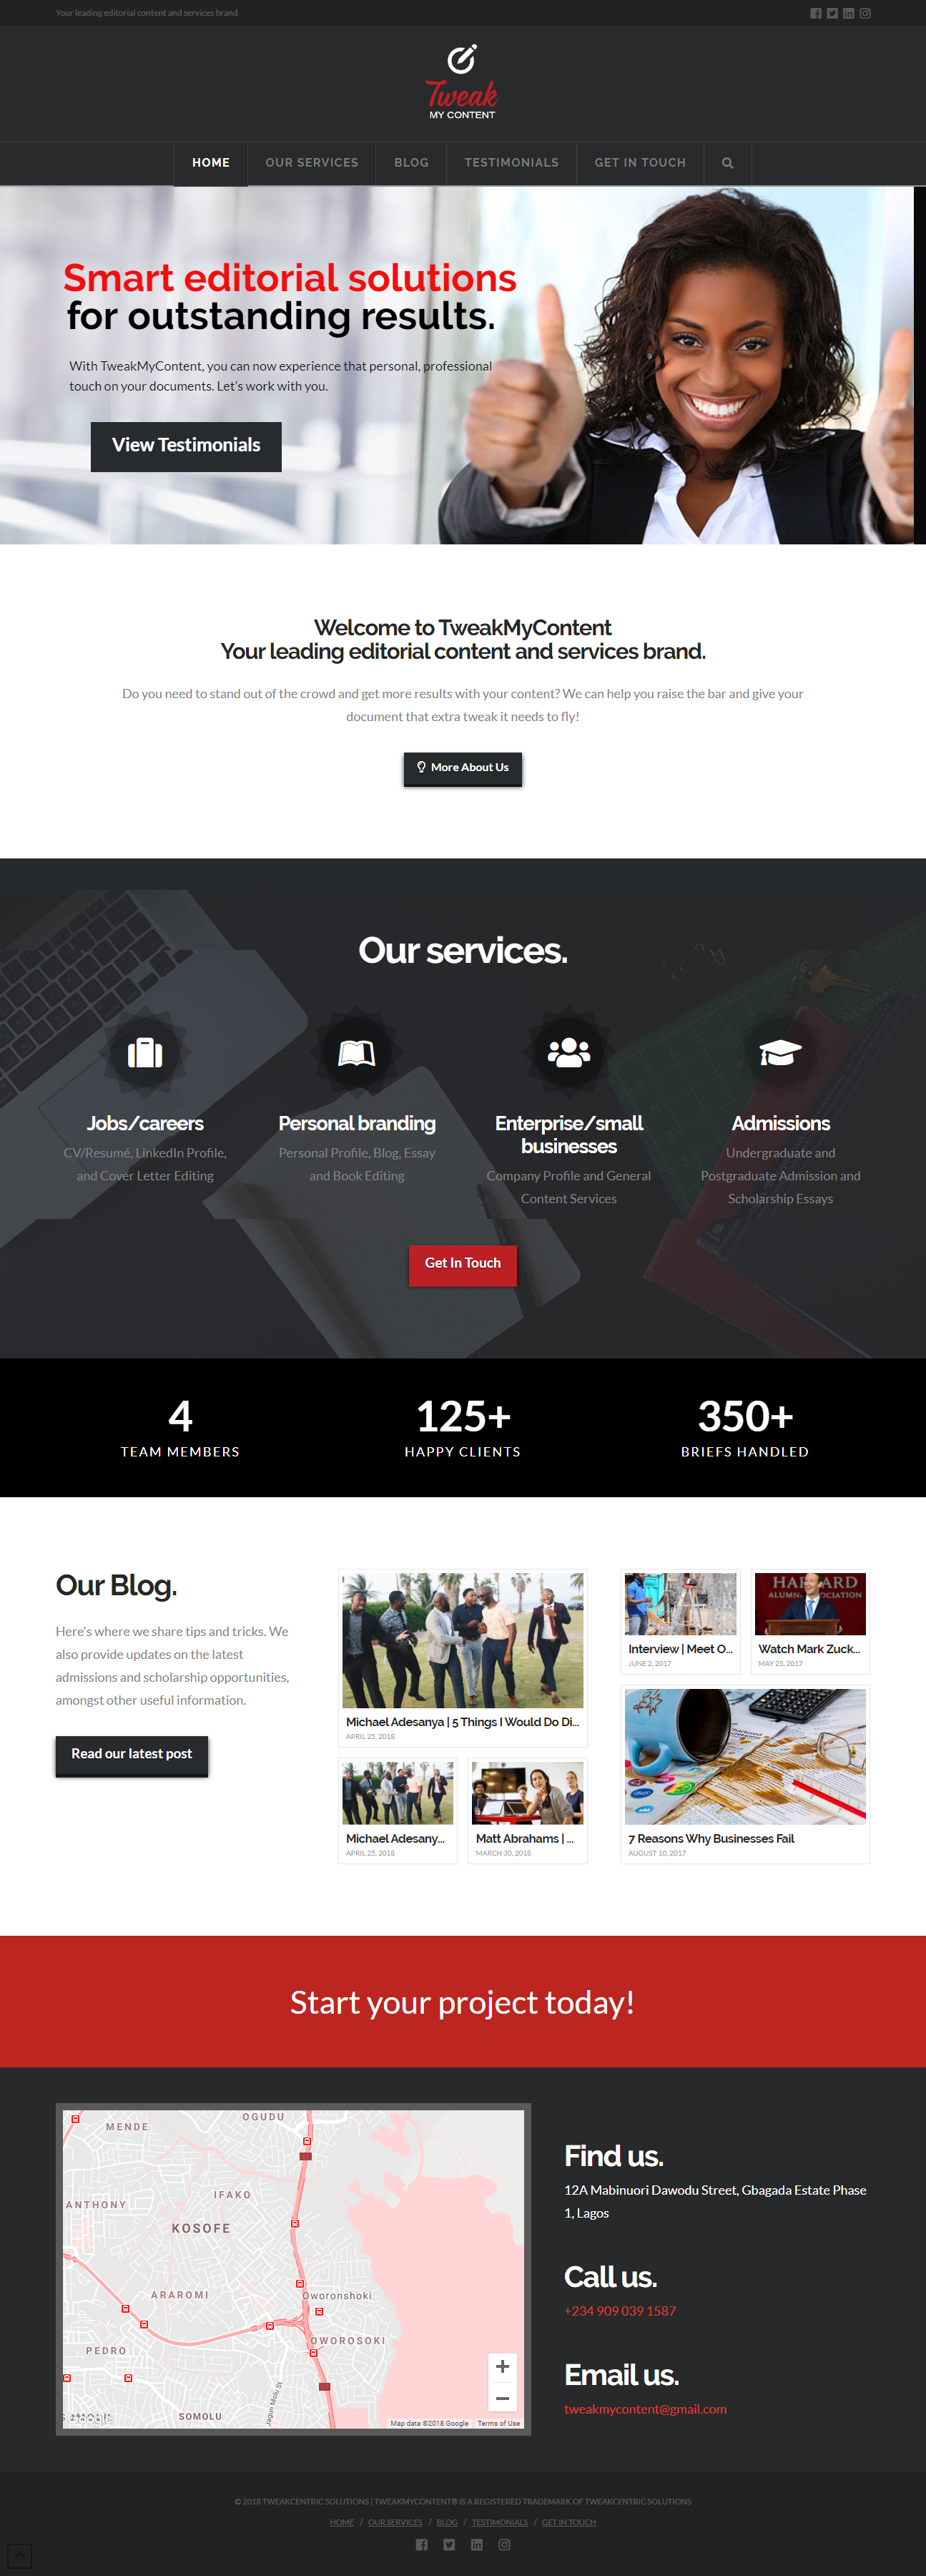 Your leading editorial content and services brand
Tweak
MY CONTENT
HOME
OUR SERVICES
BLOG
TESTIMONIALS
GET IN TOUCH
Smart editorial solutions
for outstanding results.
With TweakMyContent, you can now experience that personal, professional
touch on your documents. Let's work with you.
View Testimonials
Welcome to TweakMyContent
Your leading editorial content and services brand.
Do you need to stand out of the crowd and get more results with your content? We can help you raise the bar and give your
document that extra tweak it needs to fly!
More About Us
Our services.
Jobs/careers
CV/Resumé, LinkedIn Profile,
and Cover Letter Editing
Personal branding
Personal Profile, Blog, Essay
and Book Editing
Enterprise/small
businesses
Company Profile and General
Content Services
Admissions
Undergraduate and
Postgraduate Admission and
Scholarship Essays
Get In Touch
4
TEAM MEMBERS
125+
HAPPY CLIENTS
350+
BRIEFS HANDLED
Our Blog.
Here's where we share tips and tricks. We
also provide updates on the latest
admissions and scholarship opportunities,
amongst other useful information.
Read our latest post
Michael Adesanya | 5 Things I Would Do Di...
APRIL 25, 2018
Michael Adesany...
APRIL 25, 2018
Matt Abrahams | ...
MARCH 30, 2018
Interview | Meet O...
JUNE 2, 2017
Watch Mark Zuck...
MAY 25, 2017
7 Reasons Why Businesses Fail
AUGUST 10, 2017
Start your project today!
MENDE
OGUDU
ANTHONY
IFAKO
KOSOFE
ARAROMI
Oworonshoki
OWOROSOKI
PEDRO
Jagun Molu St
SOMOLU
Google
Map data ©2018 Google
Terms of Use
Find us.
12A Mabinuori Dawodu Street, Gbagada Estate Phase
1, Lagos
Call us.
+234 909 039 1587
Email us.
tweakmycontent@gmail.com
© 2018 TWEAKCENTRIC SOLUTIONS | TWEAKMYCONTENT® IS A REGISTERED TRADEMARK OF TWEAKCENTRIC SOLUTIONS
HOME / OUR SERVICES / BLOG / TESTIMONIALS / GET IN TOUCH